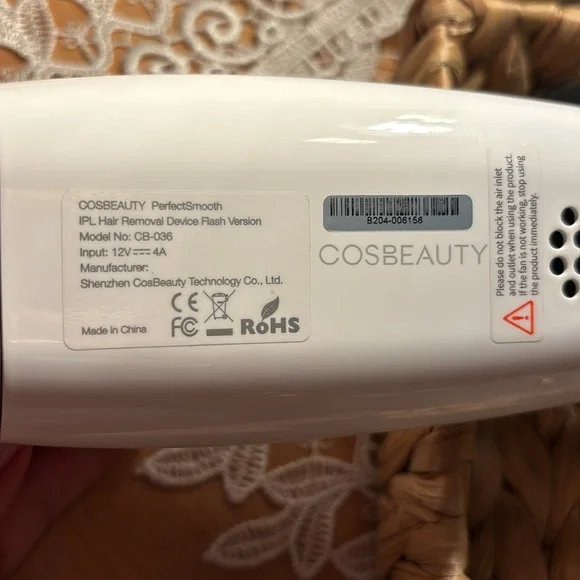 COSBEAUTY PerfectSmooth
IPL Hair Removal Device Flash Version
Model No: CB-036
Input: 12V⎓4A
Manufacturer:
Shenzhen CosBeauty Technology Co., Ltd.
Made in China
CE
FC
RoHS
B204-006156
COSBEAUTY
Please do not block the air inlet
and outlet when using the product.
If the fan is not working, stop using
the product immediately.